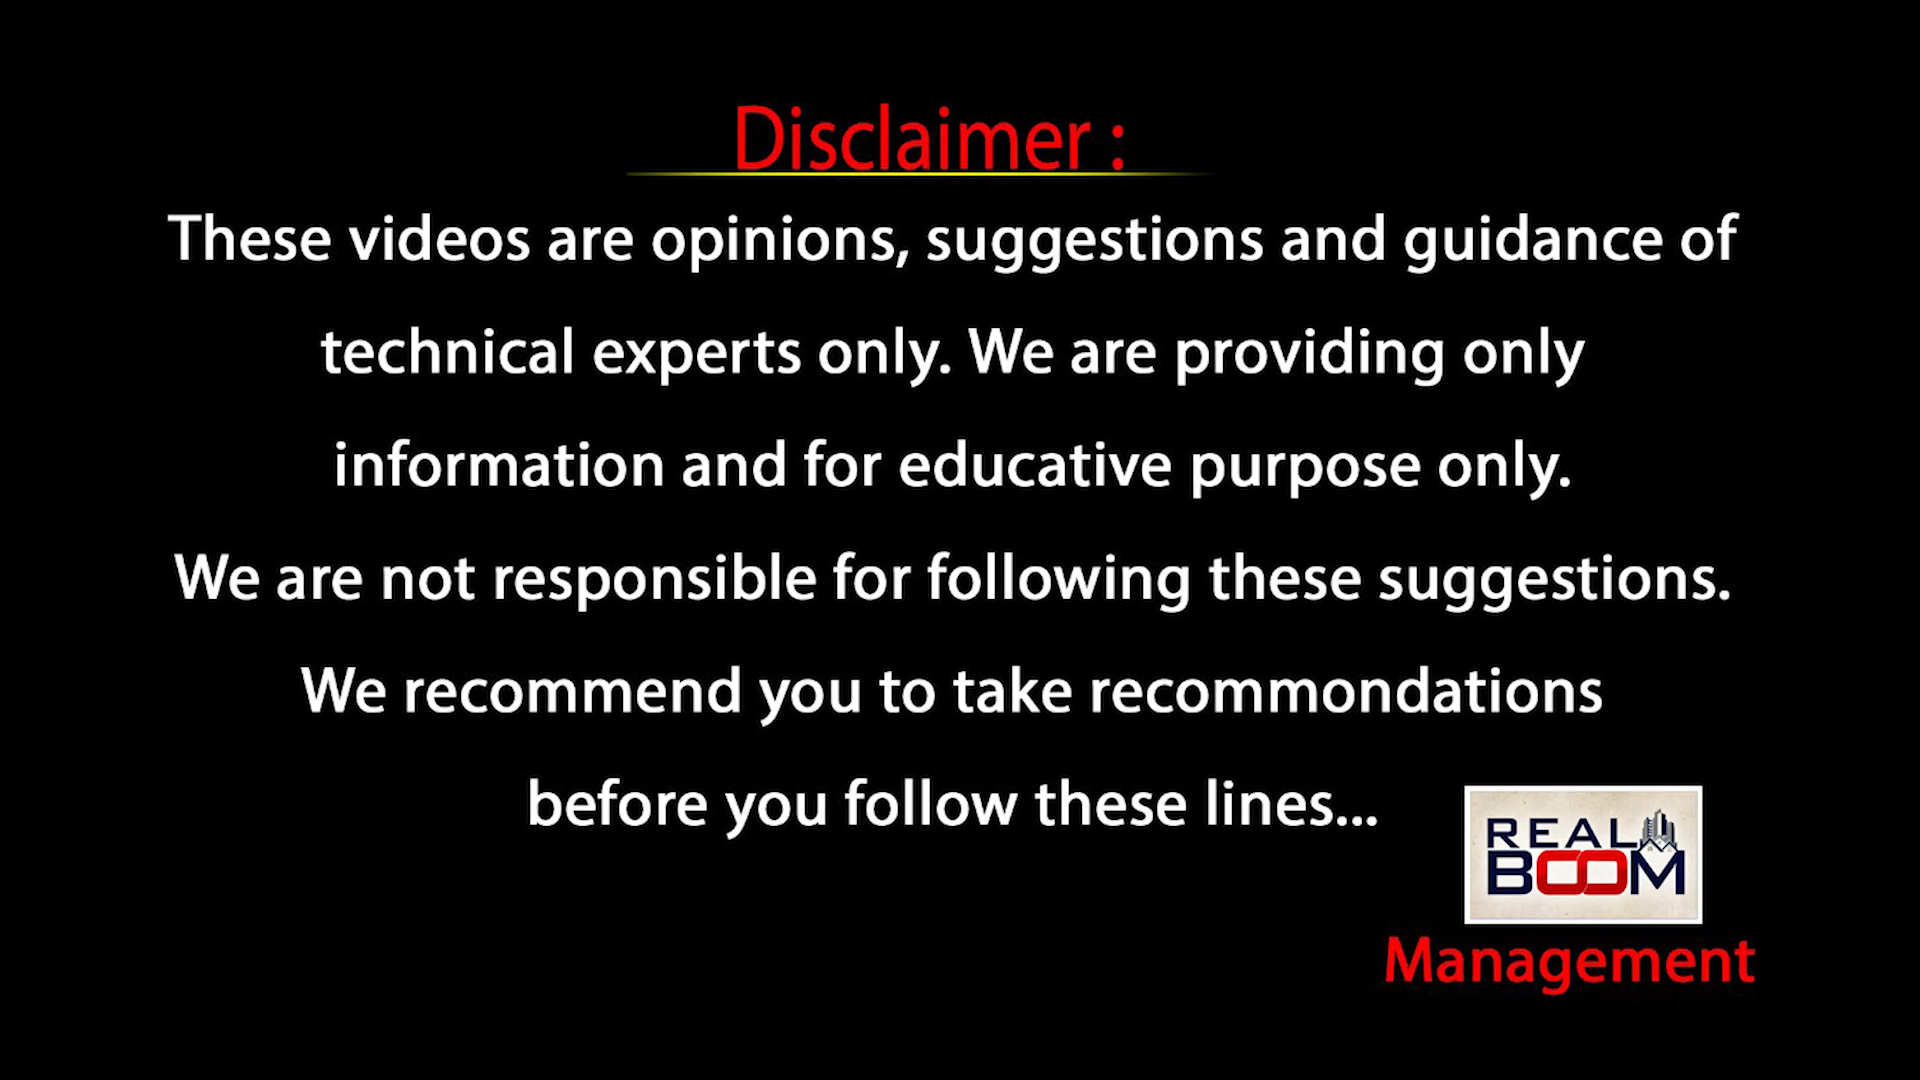 Disclaimer :
These videos are opinions, suggestions and guidance of
technical experts only. We are providing only
information and for educative purpose only.
We are not responsible for following these suggestions.
We recommend you to take recommondations
before you follow these lines...
REAL
BOOM
Management